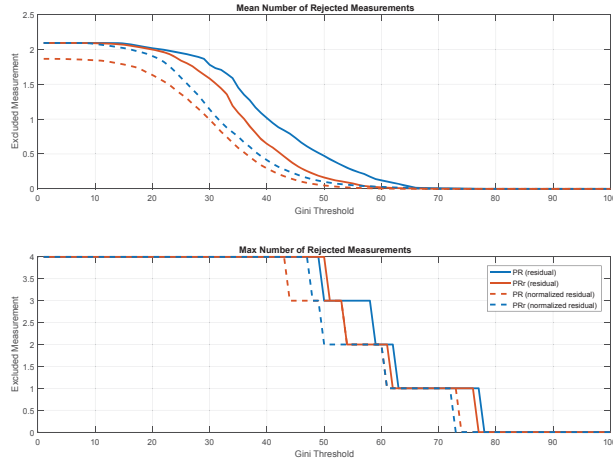 Mean Number of Rejected Measurements
2.5
2
1.5
1
0.5
0
Excluded Measurement
0 10 20 30 40 50 60 70 80 90 100
Gini Threshold
Max Number of Rejected Measurements
4
3.5
3
2.5
2
1.5
1
0.5
0
Excluded Measurement
PR (residual)
PRr (residual)
PR (normalized residual)
PRr (normalized residual)
0 10 20 30 40 50 60 70 80 90 100
Gini Threshold